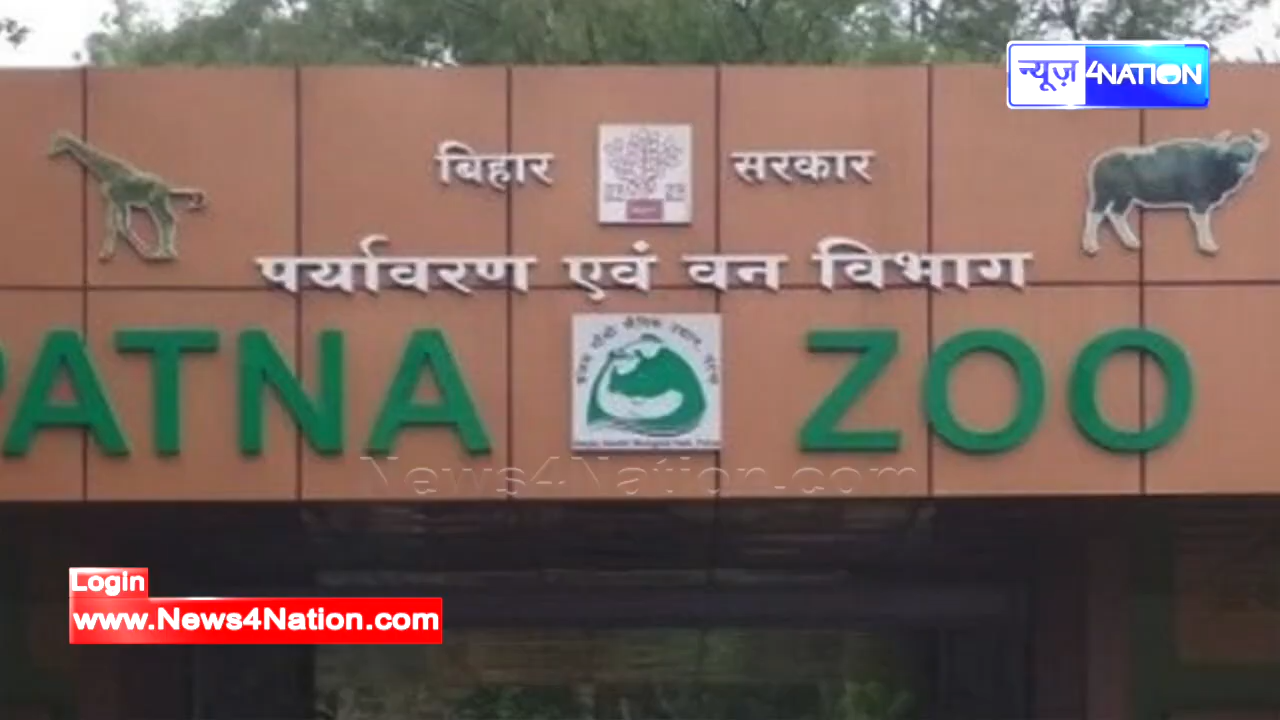 न्यूज़ 4NATION
बिहार सरकार
पर्यावरण एवं वन विभाग
PATNA ZOO
News4Nation.com
Login
www.News4Nation.com